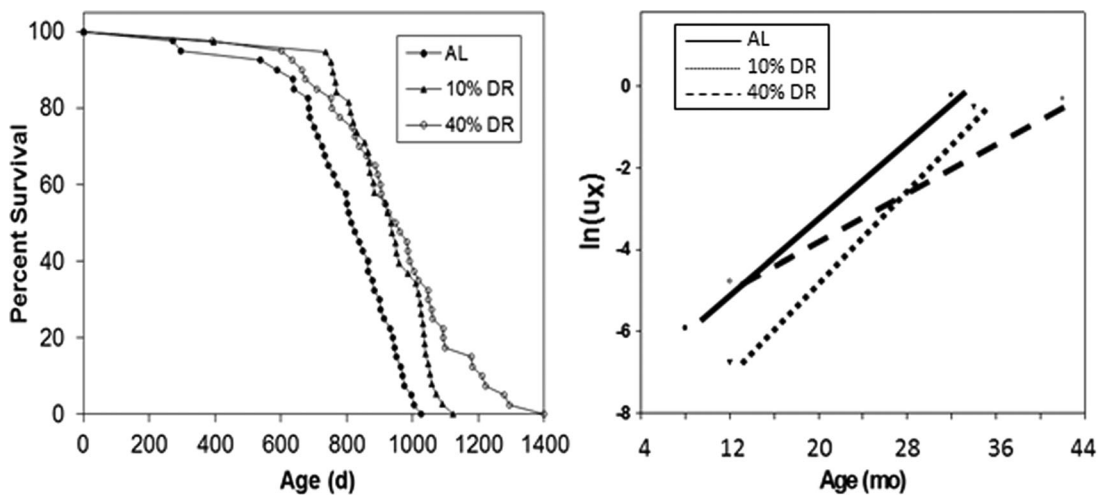 100
80
60
40
20
0
Percent Survival
0 200 400 600 800 1000 1200 1400
Age (d)
AL
10% DR
40% DR
AL
10% DR
40% DR
-0
-2
-4
-6
-8
ln(ux)
4 12 20 28 36 44
Age (mo)